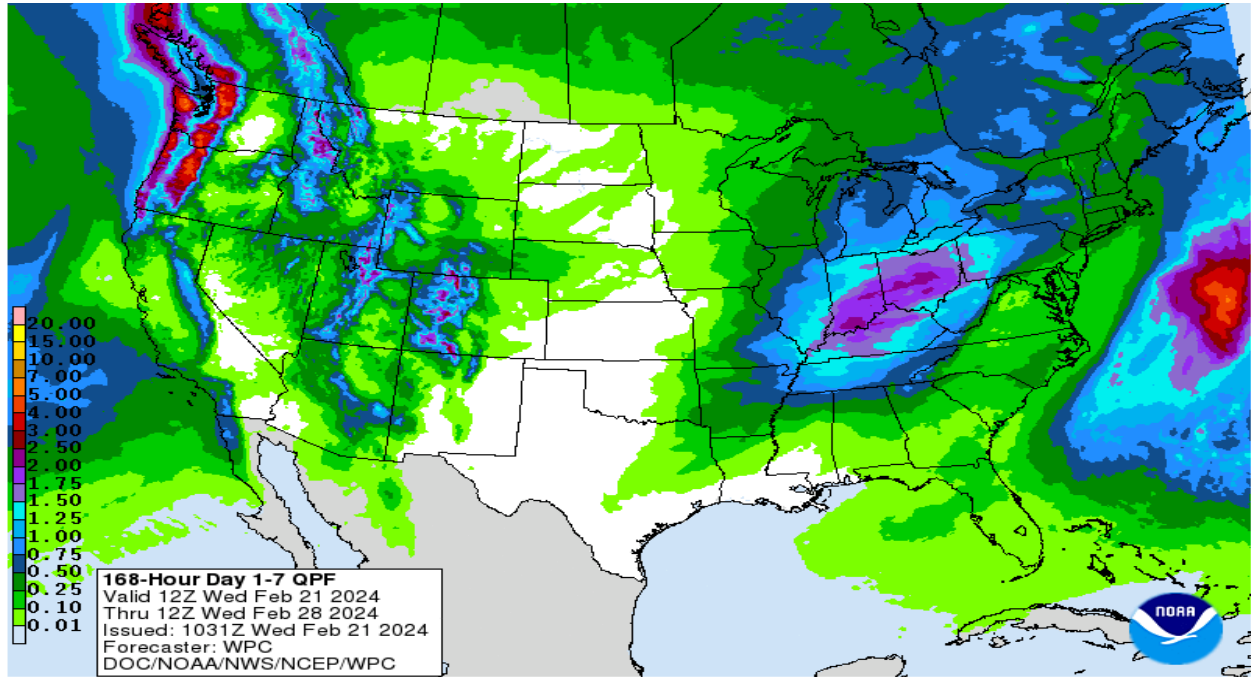 20.00
15.00
10.00
7.00
5.00
4.00
3.00
2.50
2.00
1.75
1.50
1.25
1.00
0.75
0.50
0.25
0.10
0.01
168-Hour Day 1-7 QPF
Valid 12Z Wed Feb 21 2024
Thru 12Z Wed Feb 28 2024
Issued: 1031Z Wed Feb 21 2024
Forecaster: WPC
DOC/NOAA/NWS/NCEP/WPC
NOAA